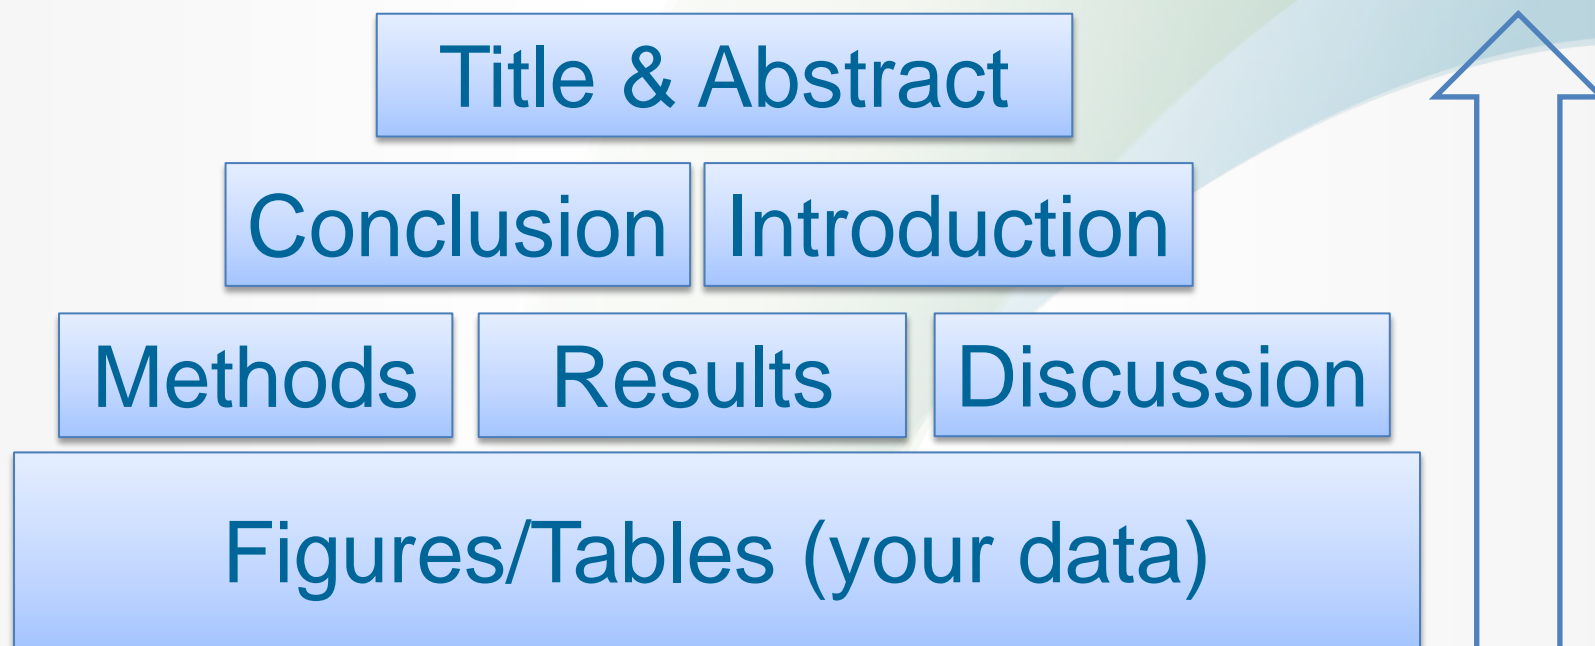 Title & Abstract
Conclusion Introduction
Methods Results Discussion
Figures/Tables (your data)